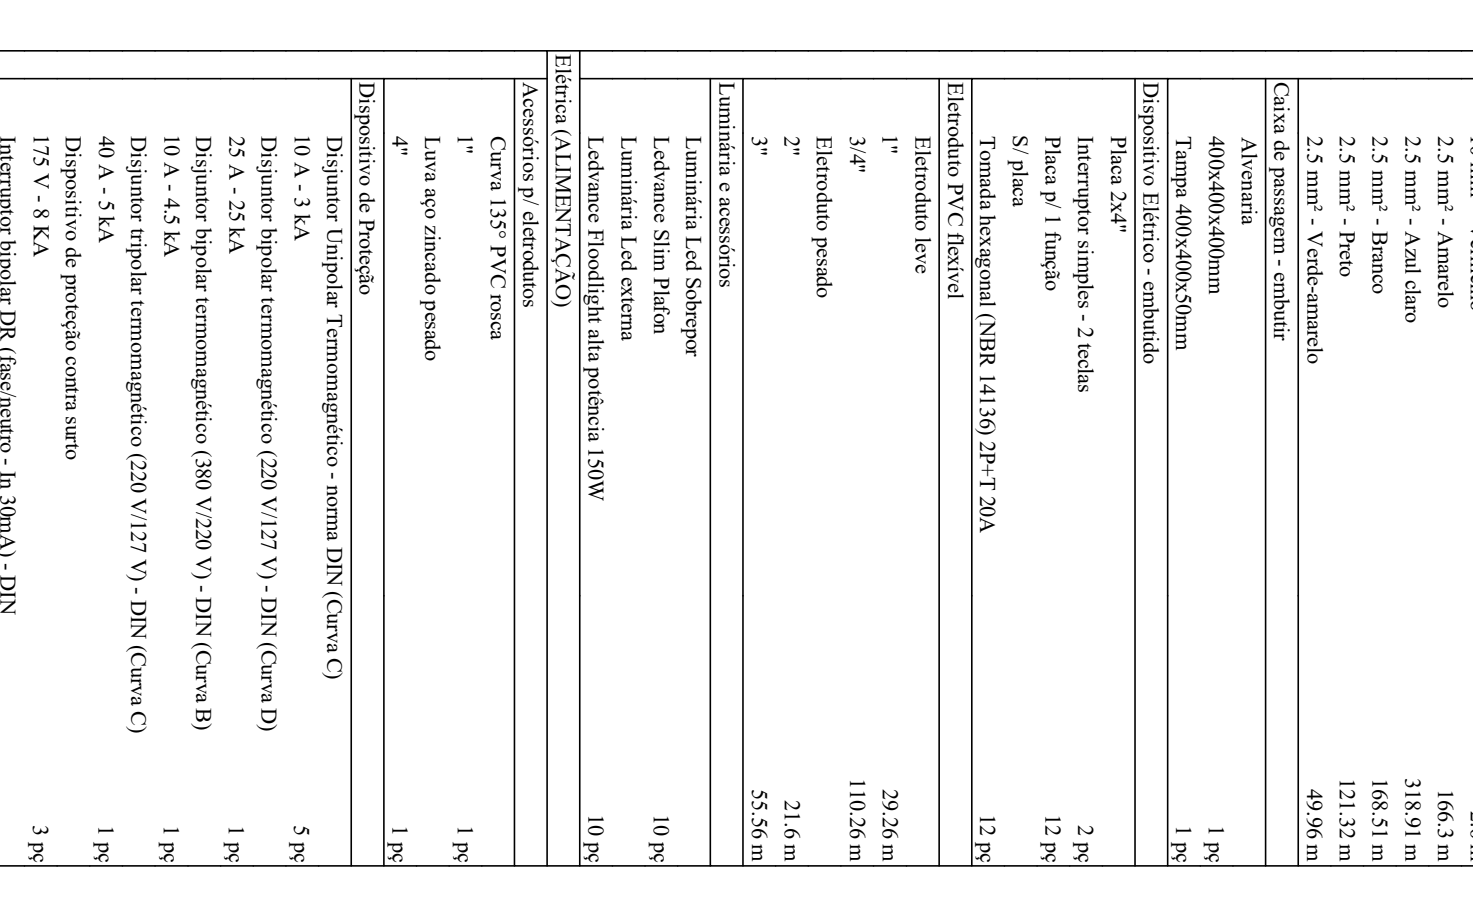 2.5 mm² - Amarelo 166.3 m
2.5 mm² - Azul claro 318.91 m
2.5 mm² - Branco 168.51 m
2.5 mm² - Preto 121.32 m
2.5 mm² - Verde-amarelo 49.96 m
Caixa de passagem - embutir
Alvenaria
400x400x400mm 1 pç
Tampa 400x400x50mm 1 pç
Dispositivo Elétrico - embutido
Placa 2x4"
Interruptor simples - 2 teclas 2 pç
Placa p/ 1 função 12 pç
S/ placa
Tomada hexagonal (NBR 14136) 2P+T 20A 12 pç
Eletroduto PVC flexível
Eletroduto leve
1" 29.26 m
3/4" 110.26 m
Eletroduto pesado
2" 21.6 m
3" 55.56 m
Luminária e acessórios
Luminária Led Sobrepor
Ledvance Slim Plafon 10 pç
Luminária Led externa
Ledvance Floodlight alta potência 150W 10 pç
Elétrica (ALIMENTAÇÃO)
Acessórios p/ eletrodutos
Curva 135° PVC rosca
1" 1 pç
Luva aço zincado pesado
4" 1 pç
Dispositivo de Proteção
Disjuntor Unipolar Termomagnético - norma DIN (Curva C)
10 A - 3 kA 5 pç
Disjuntor bipolar termomagnético (220 V/127 V) - DIN (Curva D)
25 A - 25 kA 1 pç
Disjuntor bipolar termomagnético (380 V/220 V) - DIN (Curva B)
10 A - 4.5 kA 1 pç
Disjuntor tripolar termomagnético (220 V/127 V) - DIN (Curva C)
40 A - 5 kA 1 pç
Dispositivo de proteção contra surto
175 V - 8 KA 3 pç
Interruptor bipolar DR (fase/neutro - In 30mA) - DIN